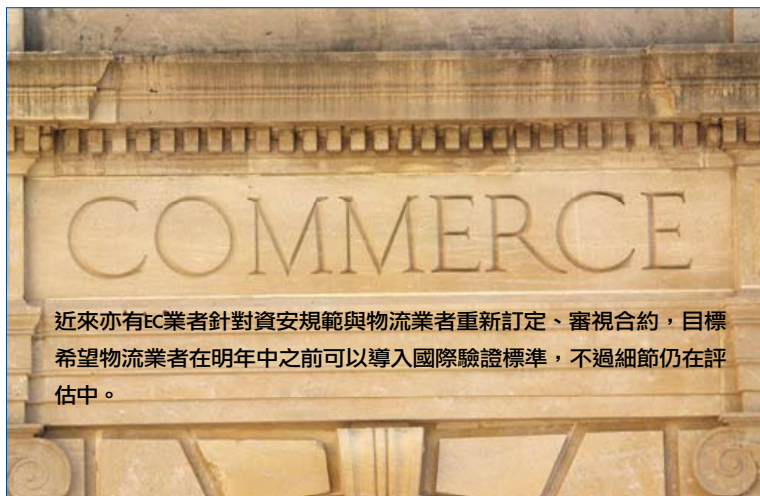 COMMERCE
近來亦有EC業者針對資安規範與物流業者重新訂定、審視合約，目標
希望物流業者在明年中之前可以導入國際驗證標準，不過細節仍在評
估中。